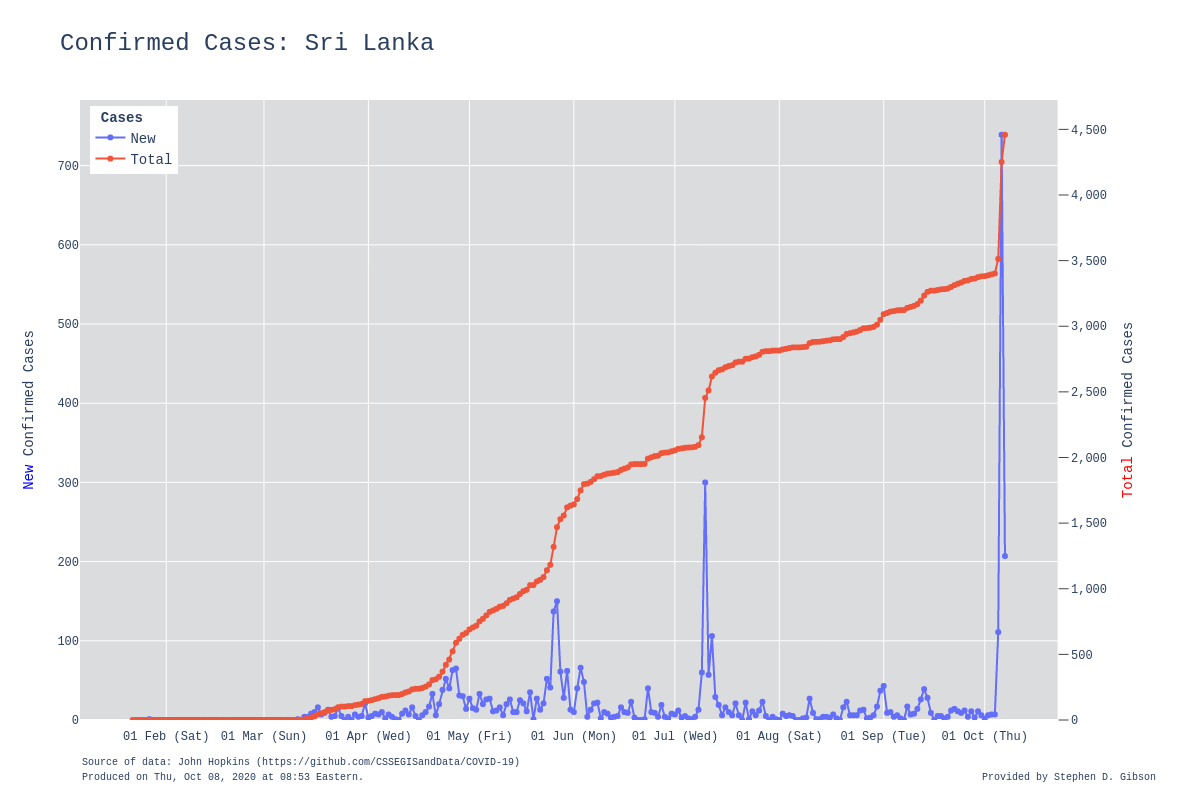 Confirmed Cases: Sri Lanka
Cases
New
Total
700
600
500
400
300
200
100
0
New Confirmed Cases
4,500
4,000
3,500
3,000
2,500
2,000
1,500
1,000
500
0
Total Confirmed Cases
01 Feb (Sat) 01 Mar (Sun) 01 Apr (Wed) 01 May (Fri) 01 Jun (Mon) 01 Jul (Wed) 01 Aug (Sat) 01 Sep (Tue) 01 Oct (Thu)
Source of data: John Hopkins (https://github.com/CSSEGISandData/COVID-19)
Produced on Thu, Oct 08, 2020 at 08:53 Eastern.
Provided by Stephen D. Gibson